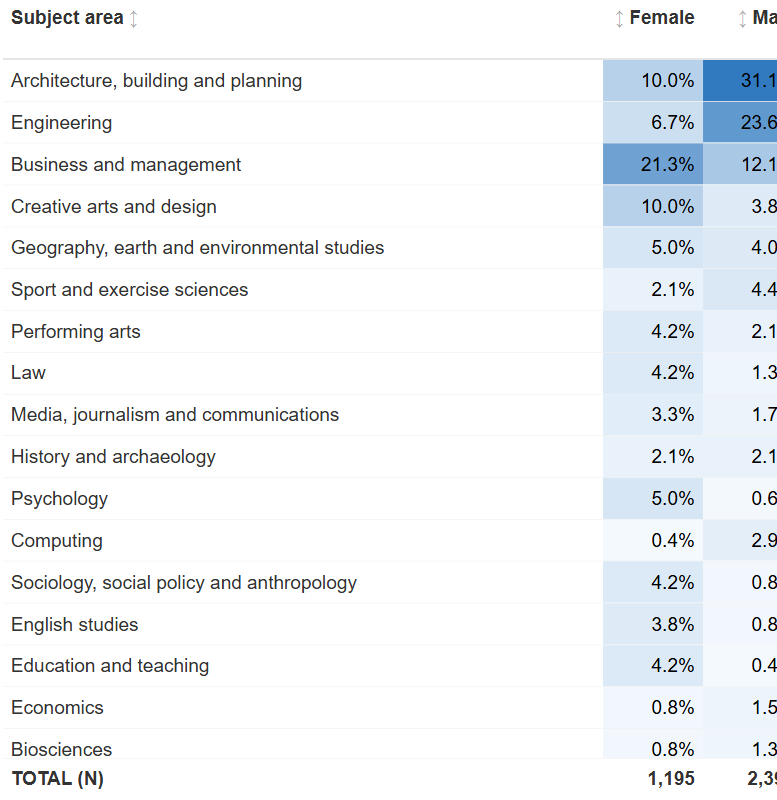 Subject area Female Ma
Architecture, building and planning 10.0% 31.1
Engineering 6.7% 23.6
Business and management 21.3% 12.1
Creative arts and design 10.0% 3.8
Geography, earth and environmental studies 5.0% 4.0
Sport and exercise sciences 2.1% 4.4
Performing arts 4.2% 2.1
Law 4.2% 1.3
Media, journalism and communications 3.3% 1.7
History and archaeology 2.1% 2.1
Psychology 5.0% 0.6
Computing 0.4% 2.9
Sociology, social policy and anthropology 4.2% 0.8
English studies 3.8% 0.8
Education and teaching 4.2% 0.4
Economics 0.8% 1.5
Biosciences 0.8% 1.3
TOTAL (N) 1,195 2,39